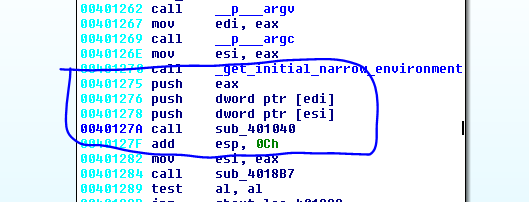 00401262 call __p___argv
00401267 mov edi, eax
00401269 call __p___argc
0040126E mov esi, eax
00401270 call _get_initial_narrow_environment
00401275 push eax
00401276 push dword ptr [edi]
00401278 push dword ptr [esi]
0040127A call sub_401040
0040127F add esp, 0Ch
00401282 mov esi, eax
00401284 call sub_4018B7
00401289 test al, al